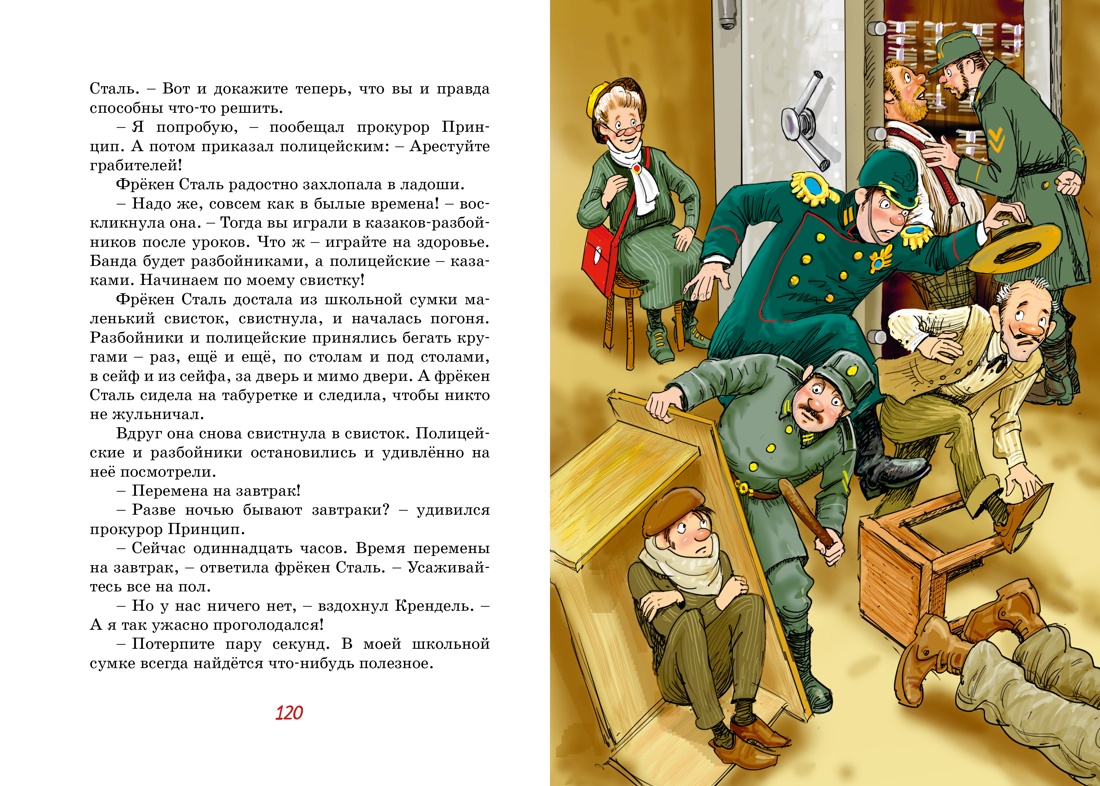 Сталь. – Вот и докажите теперь, что вы и правда
способны что-то решить.
– Я попробую, – пообещал прокурор Прин-
цип. А потом приказал полицейским: – Арестуйте
грабителей!
Фрёкен Сталь радостно захлопала в ладоши.
– Надо же, совсем как в былые времена! – вос-
кликнула она. – Тогда вы играли в казаков-разбой-
ников после уроков. Что ж – играйте на здоровье.
Банда будет разбойниками, а полицейские – каза-
ками. Начинаем по моему свистку!
Фрёкен Сталь достала из школьной сумки ма-
ленький свисток, свистнула, и началась погоня.
Разбойники и полицейские принялись бегать кру-
гами – раз, ещё и ещё, по столам и под столами,
в сейф и из сейфа, за дверь и мимо двери. А фрёкен
Сталь сидела на табуретке и следила, чтобы никто
не жульничал.
Вдруг она снова свистнула в свисток. Полицей-
ские и разбойники остановились и удивлённо на
неё посмотрели.
– Перемена на завтрак!
– Разве ночью бывают завтраки? – удивился
прокурор Принцип.
– Сейчас одиннадцать часов. Время перемены
на завтрак, – ответила фрёкен Сталь. – Усаживай-
тесь все на пол.
– Но у нас ничего нет, – вздохнул Крендель. –
А я так ужасно проголодался!
– Потерпите пару секунд. В моей школьной
сумке всегда найдётся что-нибудь полезное.
120